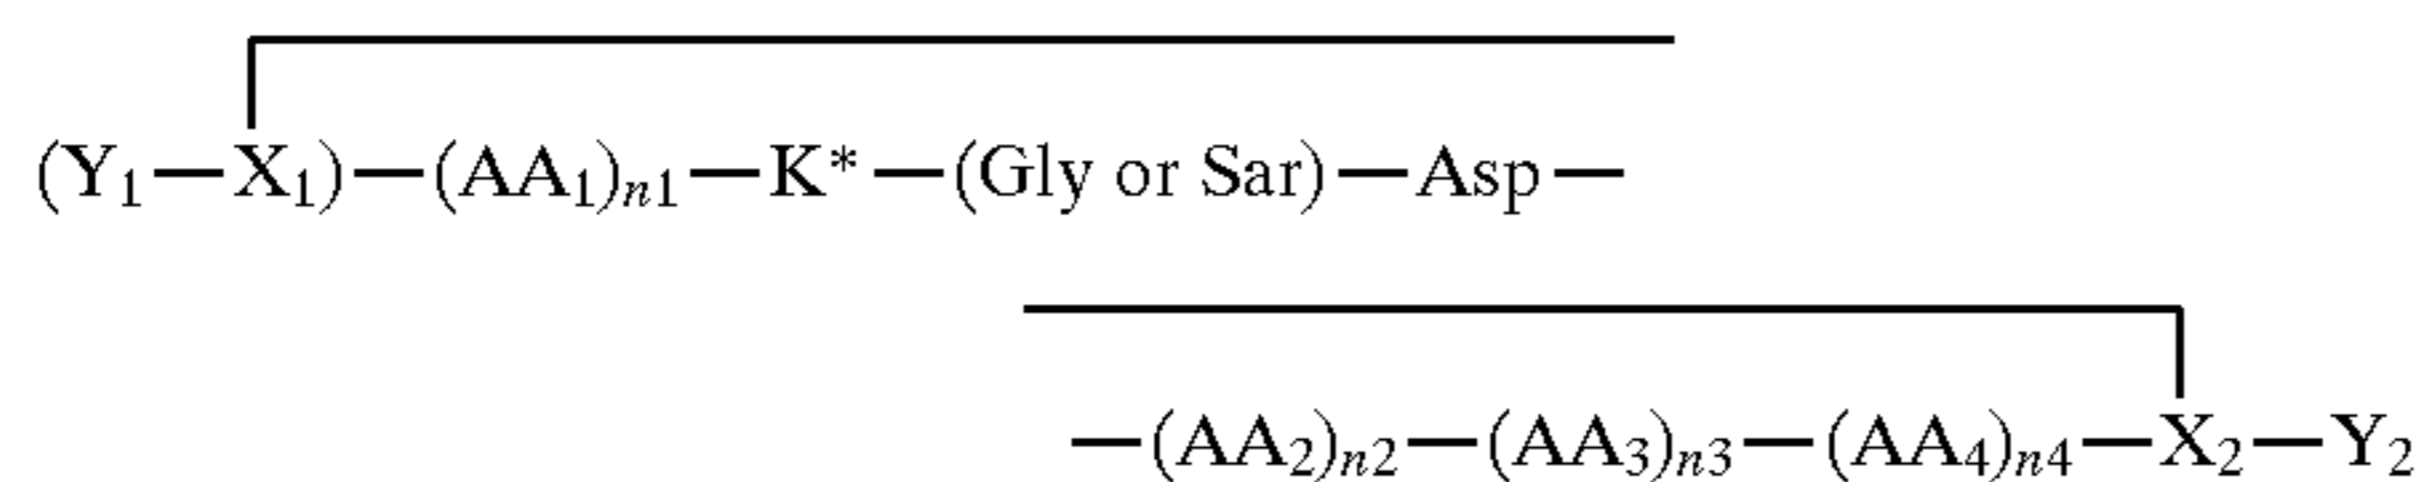 (Y₁—X₁)—(AA₁)ₙ₁—K*—(Gly or Sar)—Asp—
—(AA₂)ₙ₂—(AA₃)ₙ₃—(AA₄)ₙ₄—X₂—Y₂